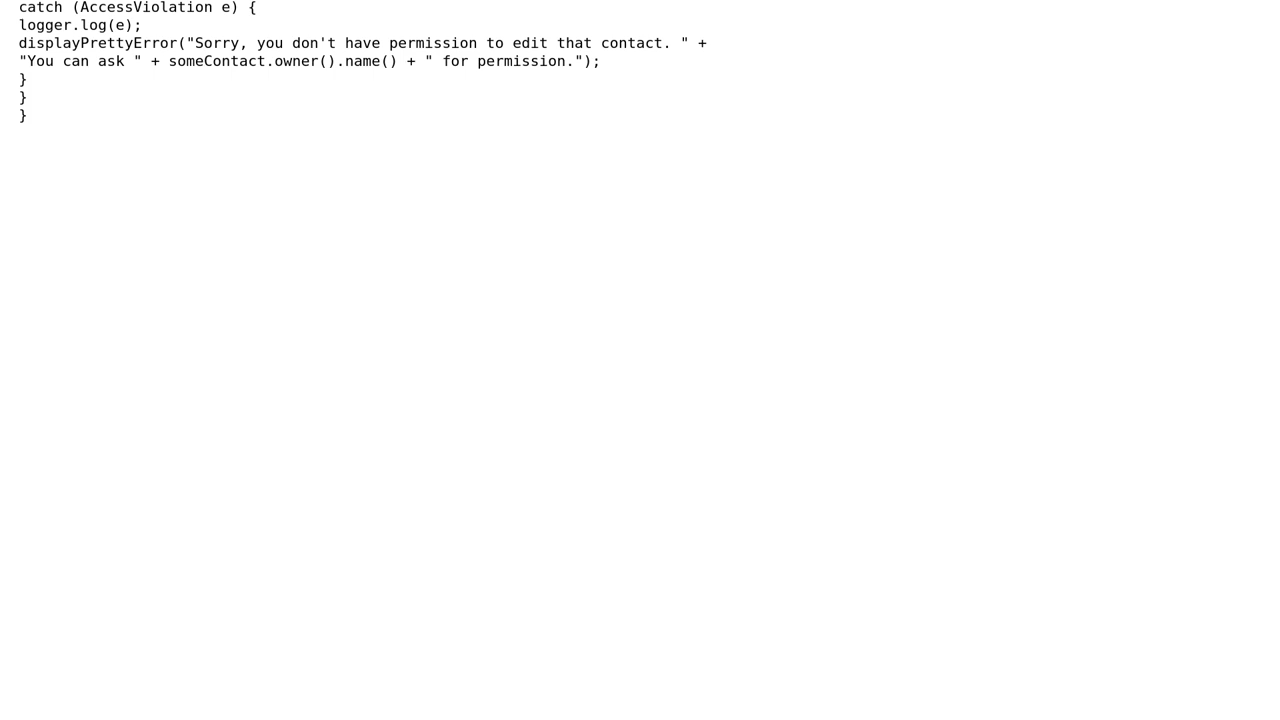 catch (AccessViolation e) {
logger.log(e);
displayPrettyError("Sorry, you don't have permission to edit that contact. " +
"You can ask " + someContact.owner().name() + " for permission.");
}
}
}